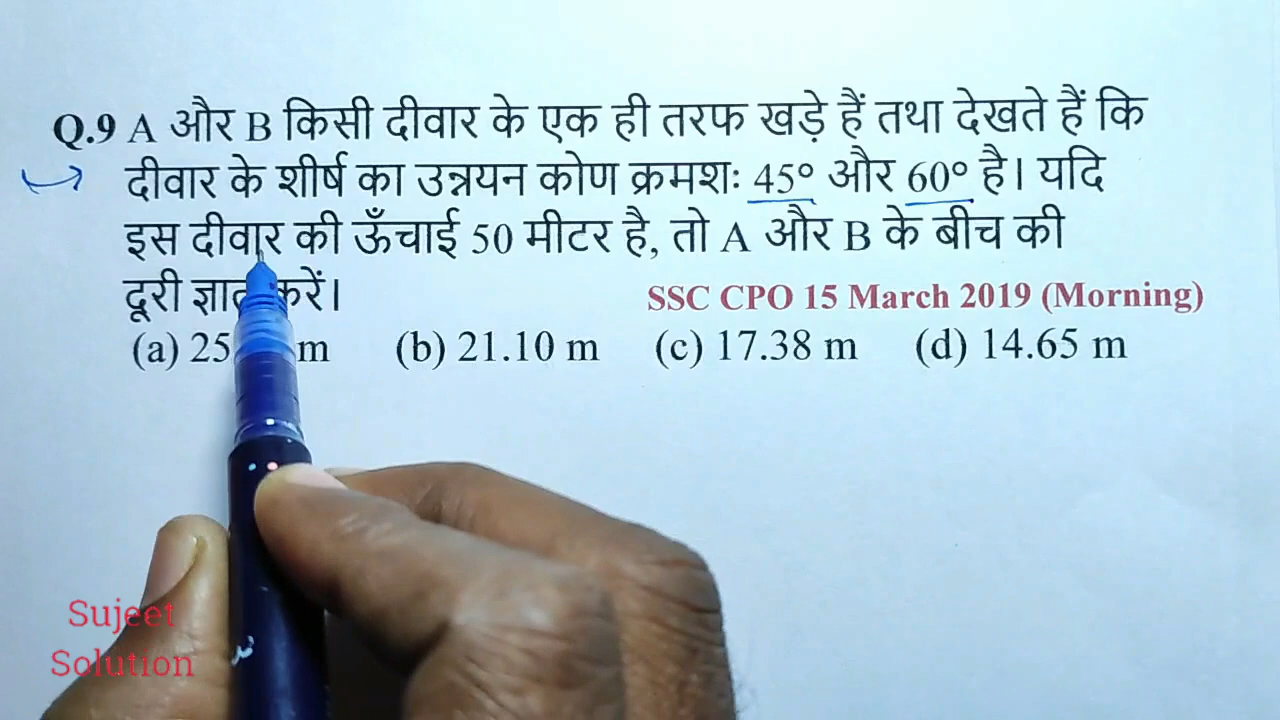 Q.9 A और B किसी दीवार के एक ही तरफ खड़े हैं तथा देखते हैं कि
दीवार के शीर्ष का उन्नयन कोण क्रमशः 45° और 60° है। यदि
इस दीवार की ऊँचाई 50 मीटर है, तो A और B के बीच की
दूरी करें।
SSC CPO 15 March 2019 (Morning)
(a) m (b) 21.10 m (c) 17.38 m (d) 14.65 m
Sujeet
Solution